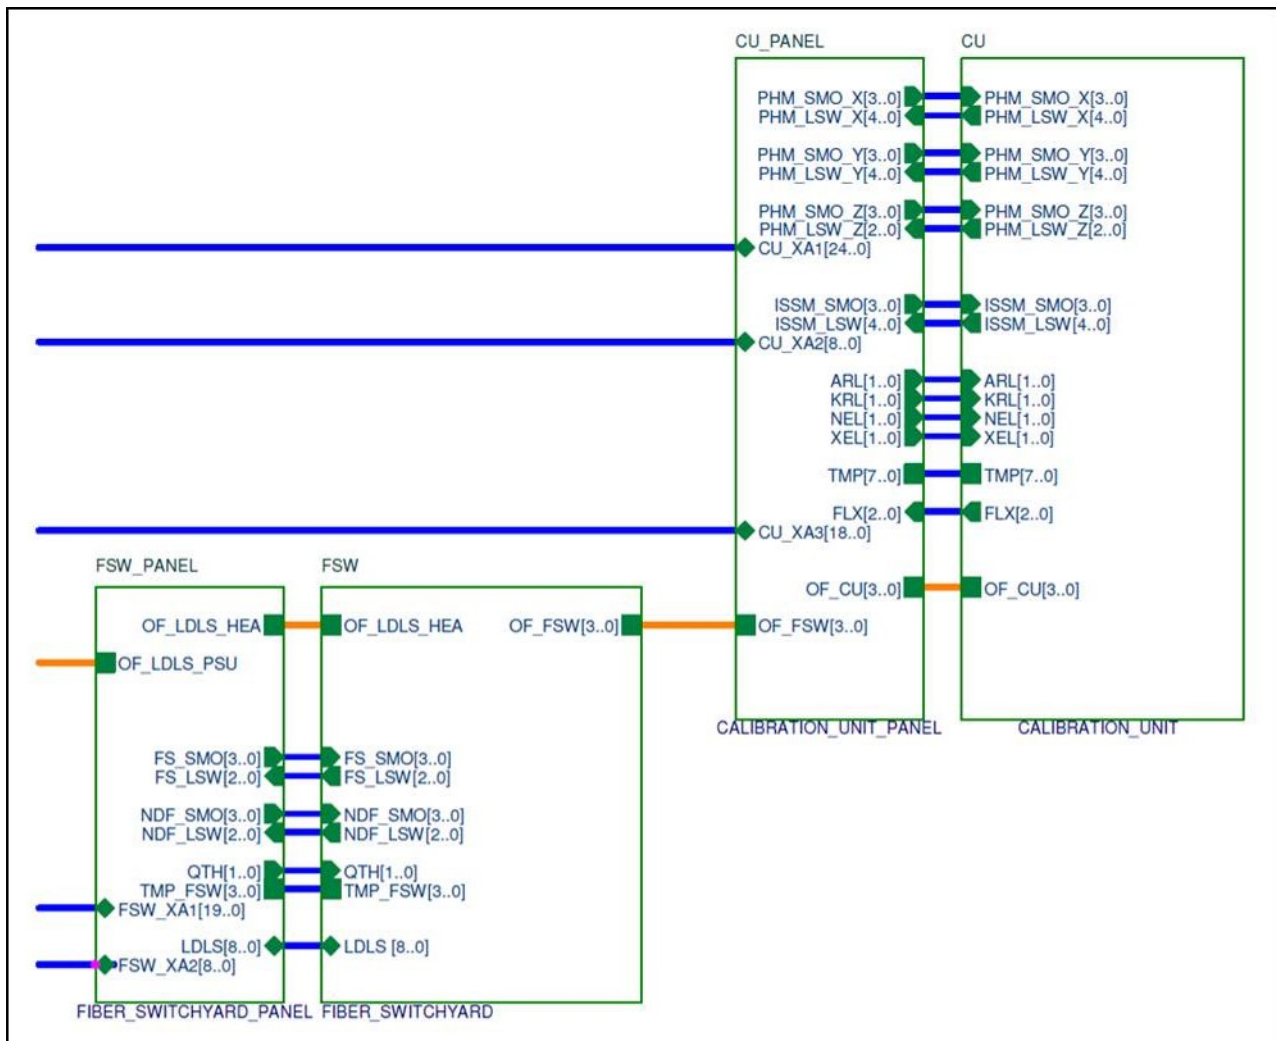 CU_PANEL CU
PHM_SMO_X[3..0] PHM_SMO_X[3..0]
PHM_LSW_X[4..0] PHM_LSW_X[4..0]
PHM_SMO_Y[3..0] PHM_SMO_Y[3..0]
PHM_LSW_Y[4..0] PHM_LSW_Y[4..0]
PHM_SMO_Z[3..0] PHM_SMO_Z[3..0]
PHM_LSW_Z[2..0] PHM_LSW_Z[2..0]
CU_XA1[24..0]
ISSM_SMO[3..0] ISSM_SMO[3..0]
ISSM_LSW[4..0] ISSM_LSW[4..0]
CU_XA2[8..0]
ARL[1..0] ARL[1..0]
KRL[1..0] KRL[1..0]
NEL[1..0] NEL[1..0]
XEL[1..0] XEL[1..0]
TMP[7..0] TMP[7..0]
FLX[2..0] FLX[2..0]
CU_XA3[18..0]
FSW_PANEL FSW
OF_CU[3..0] OF_CU[3..0]
OF_LDLS_HEA OF_LDLS_HEA OF_FSW[3..0] OF_FSW[3..0]
OF_LDLS_PSU
CALIBRATION_UNIT_PANEL CALIBRATION_UNIT
FS_SMO[3..0] FS_SMO[3..0]
FS_LSW[2..0] FS_LSW[2..0]
NDF_SMO[3..0] NDF_SMO[3..0]
NDF_LSW[2..0] NDF_LSW[2..0]
QTH[1..0] QTH[1..0]
TMP_FSW[3..0] TMP_FSW[3..0]
FSW_XA1[19..0]
LDLS[8..0] LDLS [8..0]
FSW_XA2[8..0]
FIBER_SWITCHYARD_PANEL FIBER_SWITCHYARD